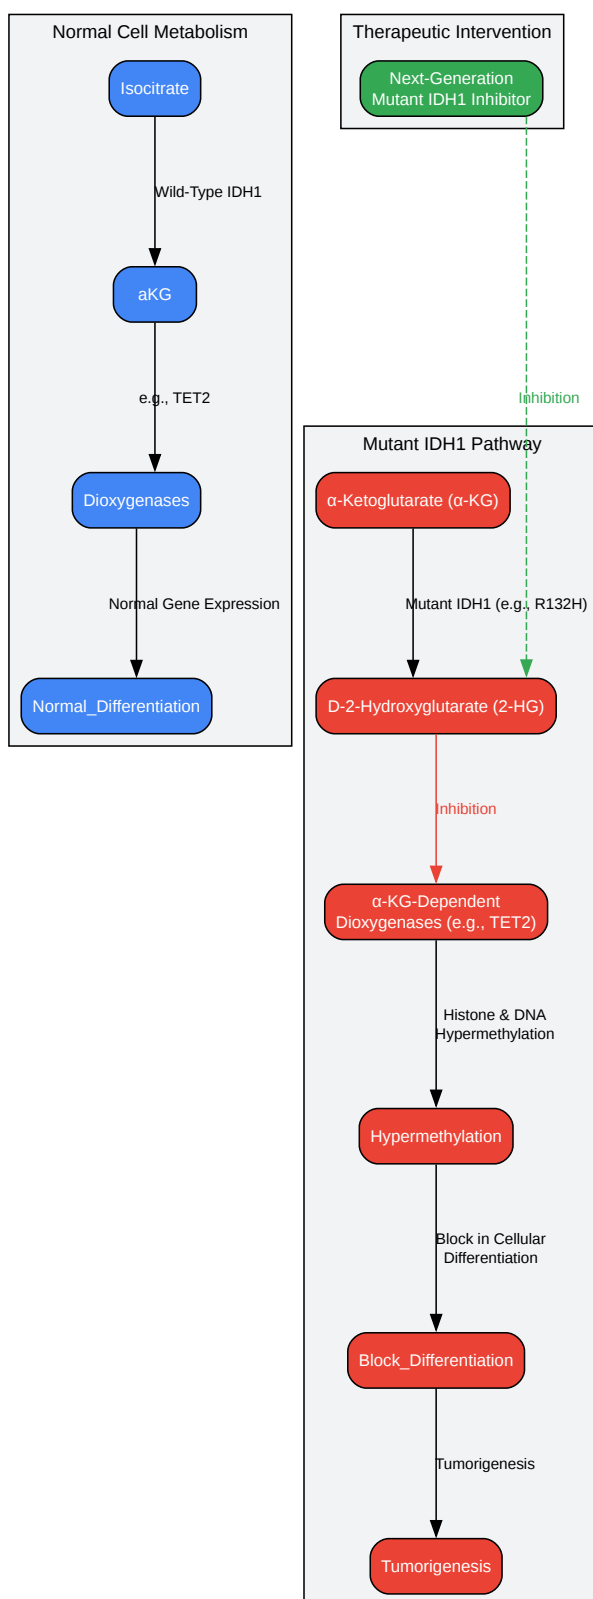 Normal Cell Metabolism
Isocitrate
Wild-Type IDH1
aKG
e.g., TET2
Dioxygenases
Normal Gene Expression
Normal_Differentiation
Therapeutic Intervention
Next-Generation
Mutant IDH1 Inhibitor
Inhibition
Mutant IDH1 Pathway
α-Ketoglutarate (α-KG)
Mutant IDH1 (e.g., R132H)
D-2-Hydroxyglutarate (2-HG)
Inhibition
α-KG-Dependent
Dioxygenases (e.g., TET2)
Histone & DNA
Hypermethylation
Hypermethylation
Block in Cellular
Differentiation
Block_Differentiation
Tumorigenesis
Tumorigenesis